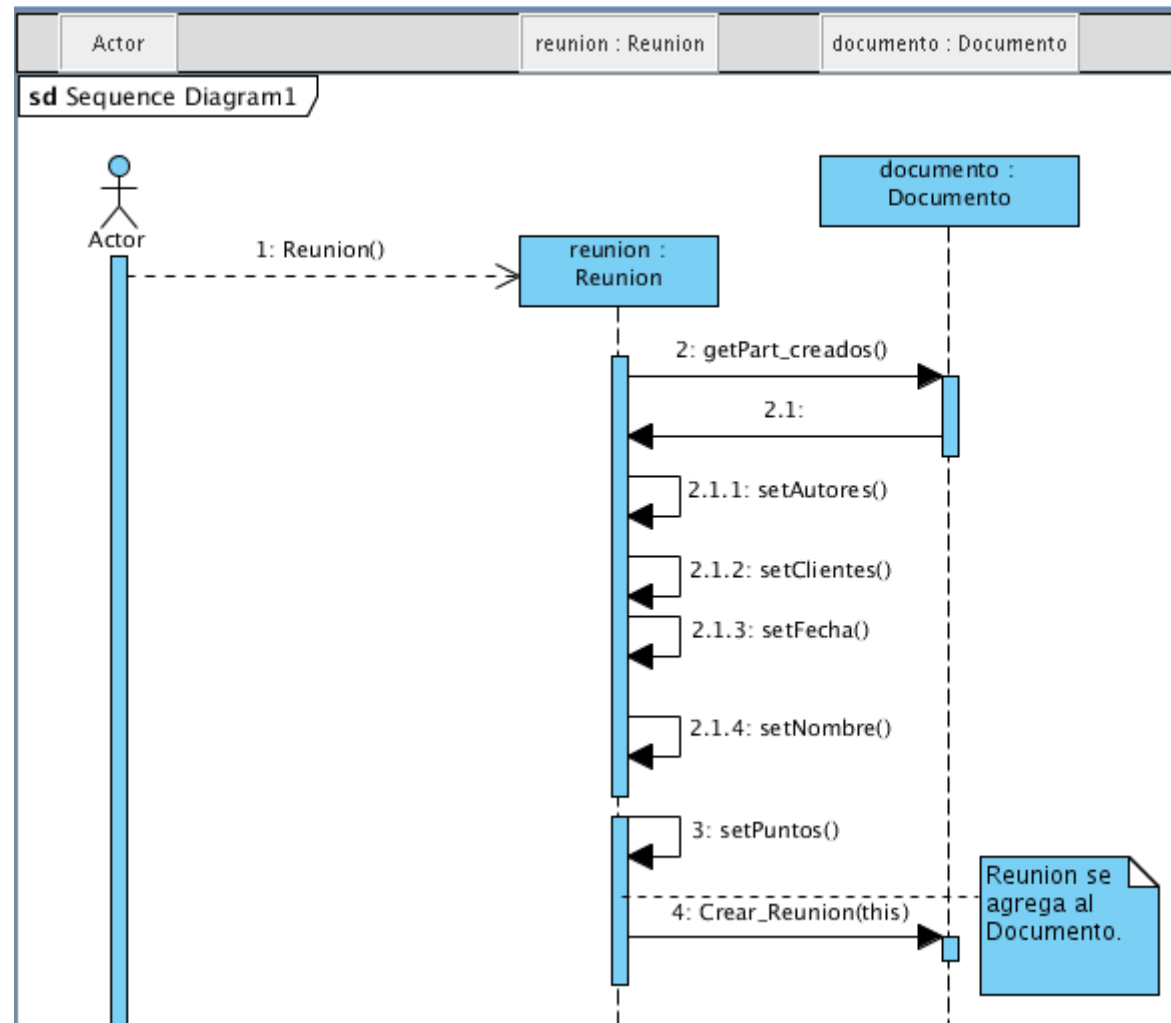 Actor
reunion : Reunion
documento : Documento
sd Sequence Diagram1
documento :
Documento
Actor
1: Reunion()
reunion :
Reunion
2: getPart_creados()
2.1:
2.1.1: setAutores()
2.1.2: setClientes()
2.1.3: setFecha()
2.1.4: setNombre()
3: setPuntos()
Reunion se
agrega al
Documento.
4: Crear_Reunion(this)